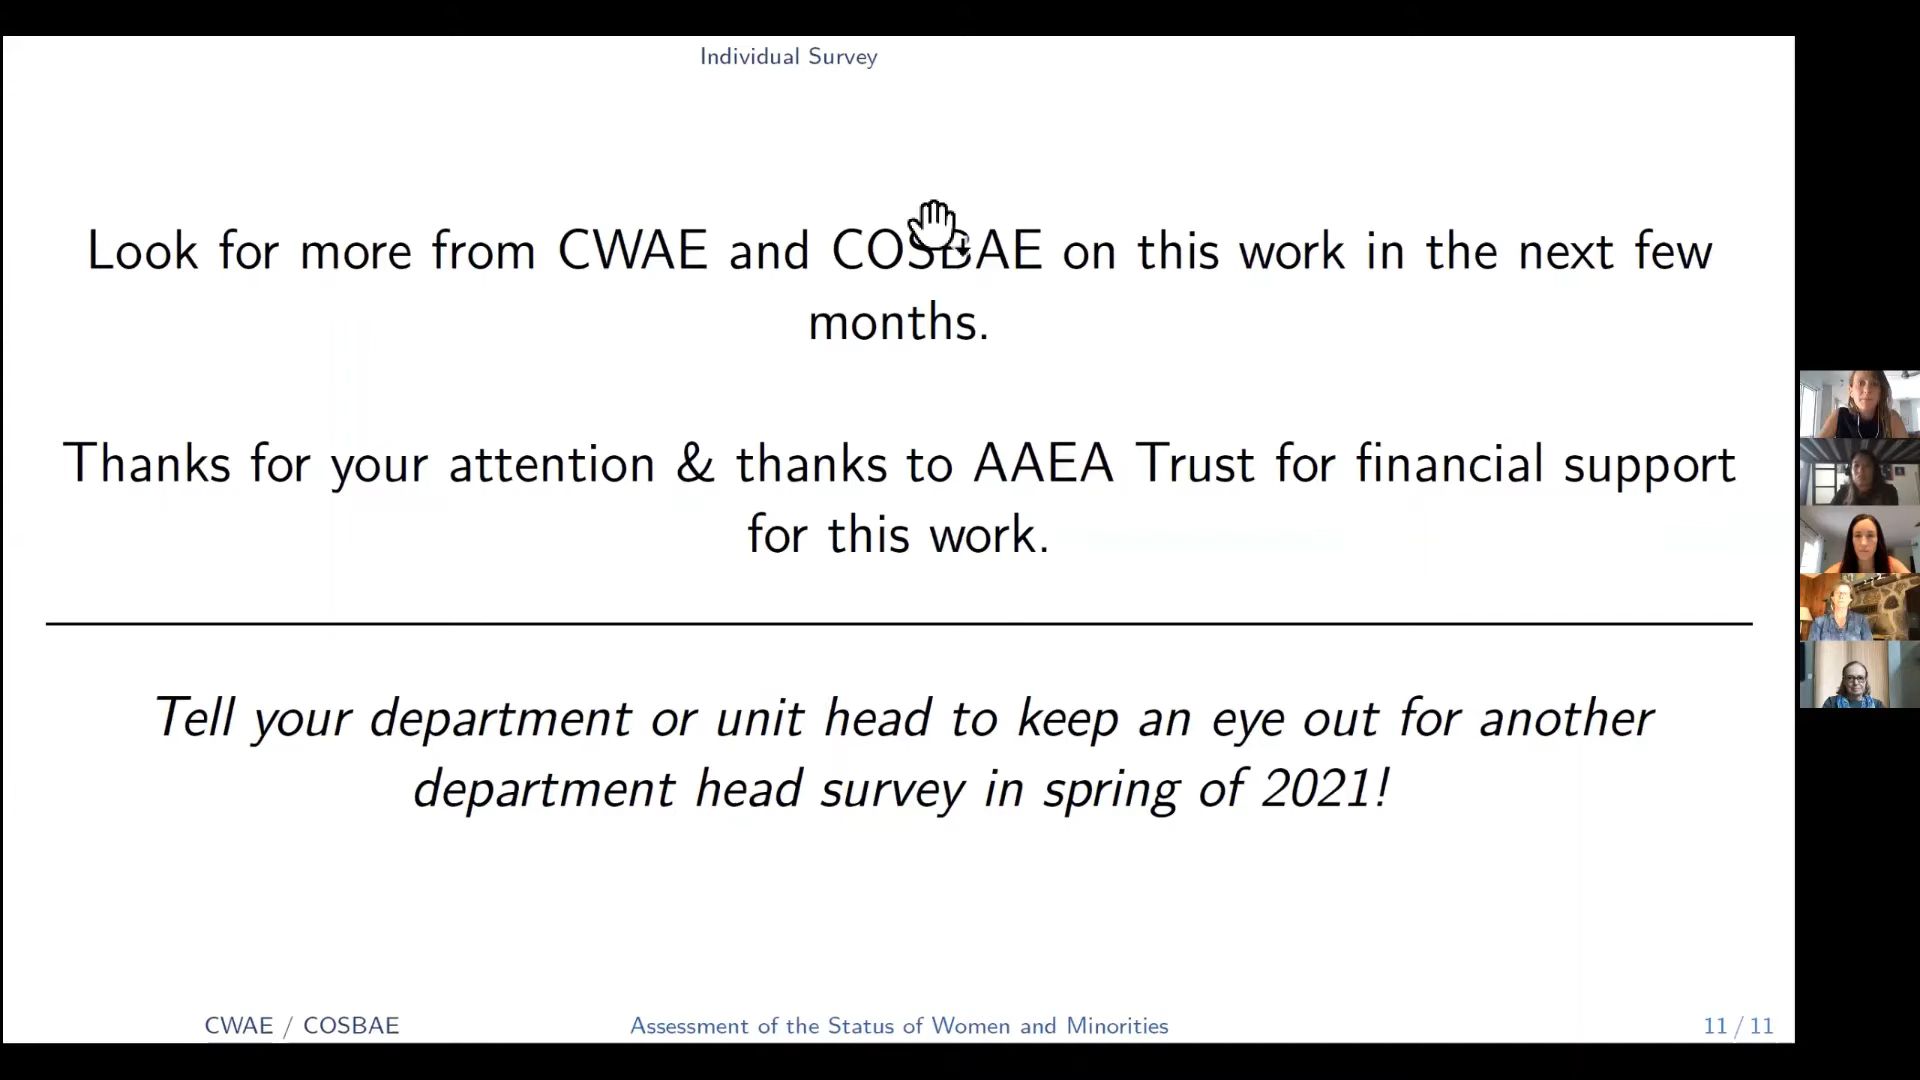 Individual Survey
Look for more from CWAE and COSBAE on this work in the next few
months.
Thanks for your attention & thanks to AAEA Trust for financial support
for this work.
Tell your department or unit head to keep an eye out for another
department head survey in spring of 2021!
CWAE / COSBAE
Assessment of the Status of Women and Minorities
11 / 11